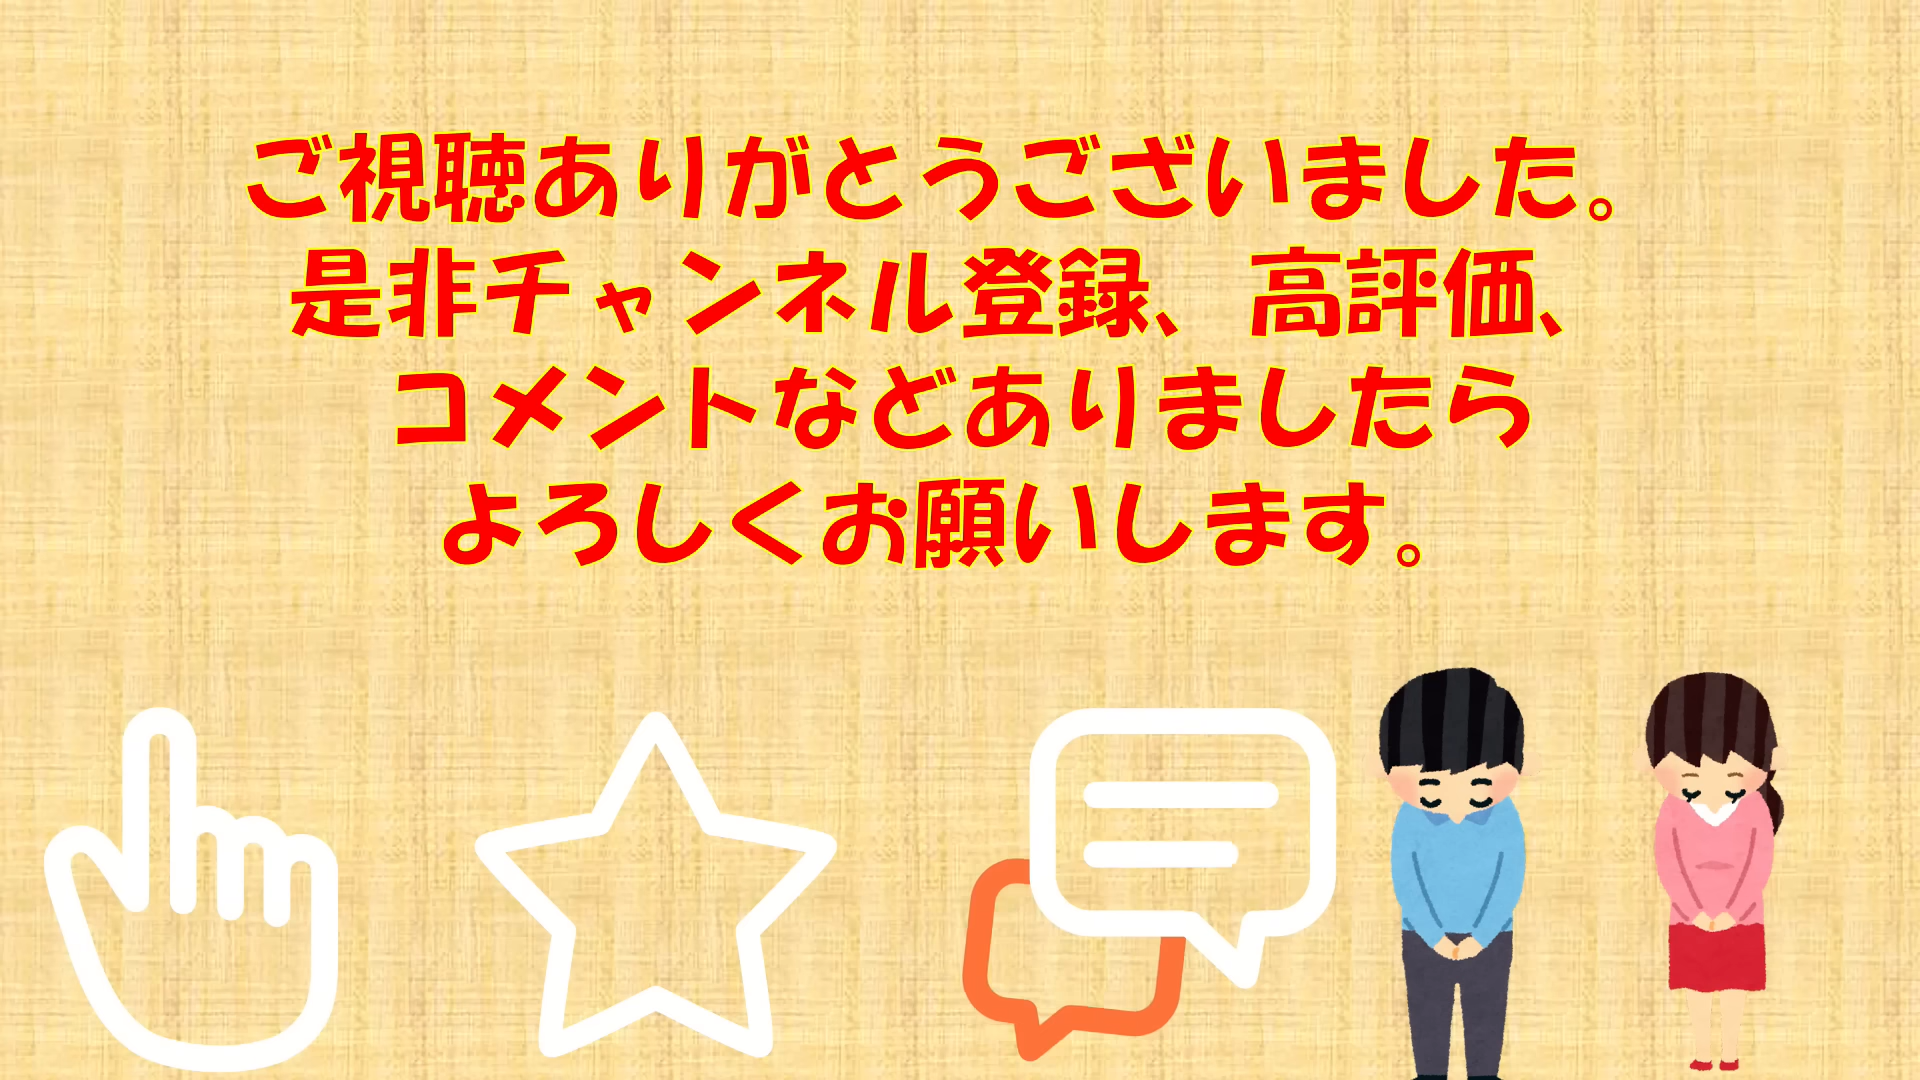 ご視聴ありがとうございました。
是非チャンネル登録、高評価、
コメントなどありましたら
よろしくお願いします。